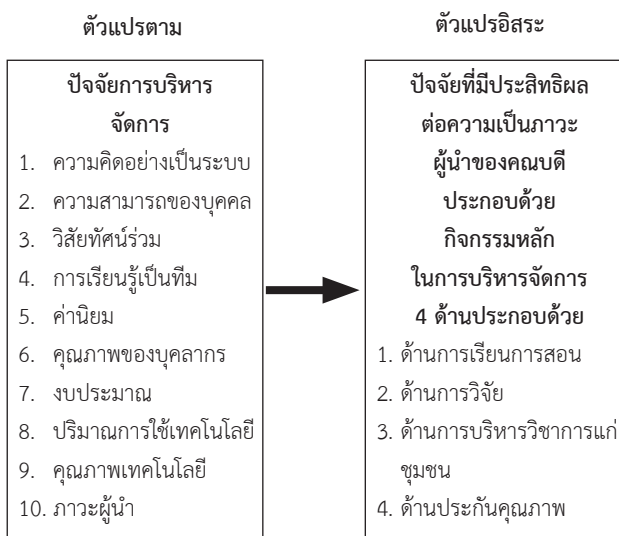 ตัวแปรตาม
ปัจจัยการบริหาร
จัดการ
1. ความคิดอย่างเป็นระบบ
2. ความสามารถของบุคคล
3. วิสัยทัศน์ร่วม
4. การเรียนรู้เป็นทีม
5. ค่านิยม
6. คุณภาพของบุคลากร
7. งบประมาณ
8. ปริมาณการใช้เทคโนโลยี
9. คุณภาพเทคโนโลยี
10. ภาวะผู้นำ
ตัวแปรอิสระ
ปัจจัยที่มีประสิทธิผล
ต่อความเป็นภาวะ
ผู้นำของคณบดี
ประกอบด้วย
กิจกรรมหลัก
ในการบริหารจัดการ
4 ด้านประกอบด้วย
1. ด้านการเรียนการสอน
2. ด้านการวิจัย
3. ด้านการบริหารวิชาการแก่
ชุมชน
4. ด้านประกันคุณภาพ